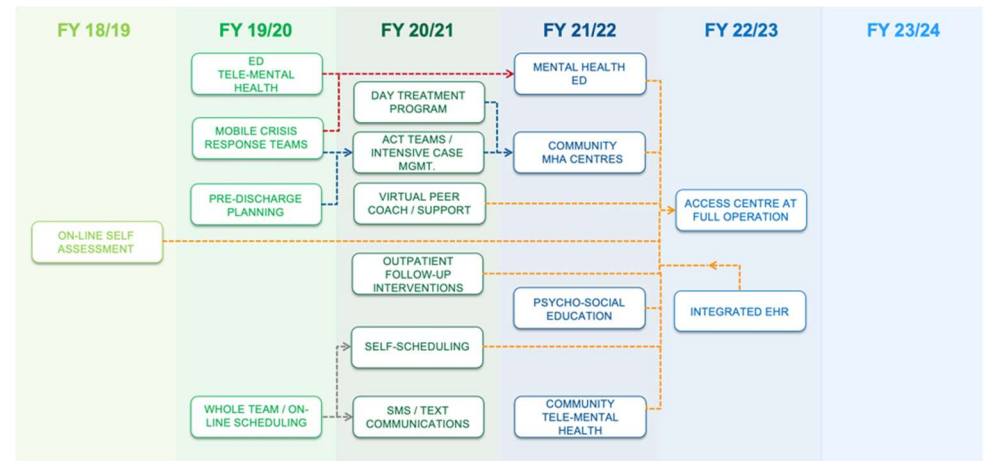 FY 18/19
FY 19/20
FY 20/21
FY 21/22
FY 22/23
FY 23/24
ON-LINE SELF
ASSESSMENT
ED
TELE-MENTAL
HEALTH
MOBILE CRISIS
RESPONSE TEAMS
PRE-DISCHARGE
PLANNING
WHOLE TEAM / ON-
LINE SCHEDULING
DAY TREATMENT
PROGRAM
ACT TEAMS /
INTENSIVE CASE
MGMT.
VIRTUAL PEER
COACH / SUPPORT
OUTPATIENT
FOLLOW-UP
INTERVENTIONS
SELF-SCHEDULING
SMS / TEXT
COMMUNICATIONS
MENTAL HEALTH
ED
COMMUNITY
MHA CENTRES
PSYCHO-SOCIAL
EDUCATION
COMMUNITY
TELE-MENTAL
HEALTH
ACCESS CENTRE AT
FULL OPERATION
INTEGRATED EHR